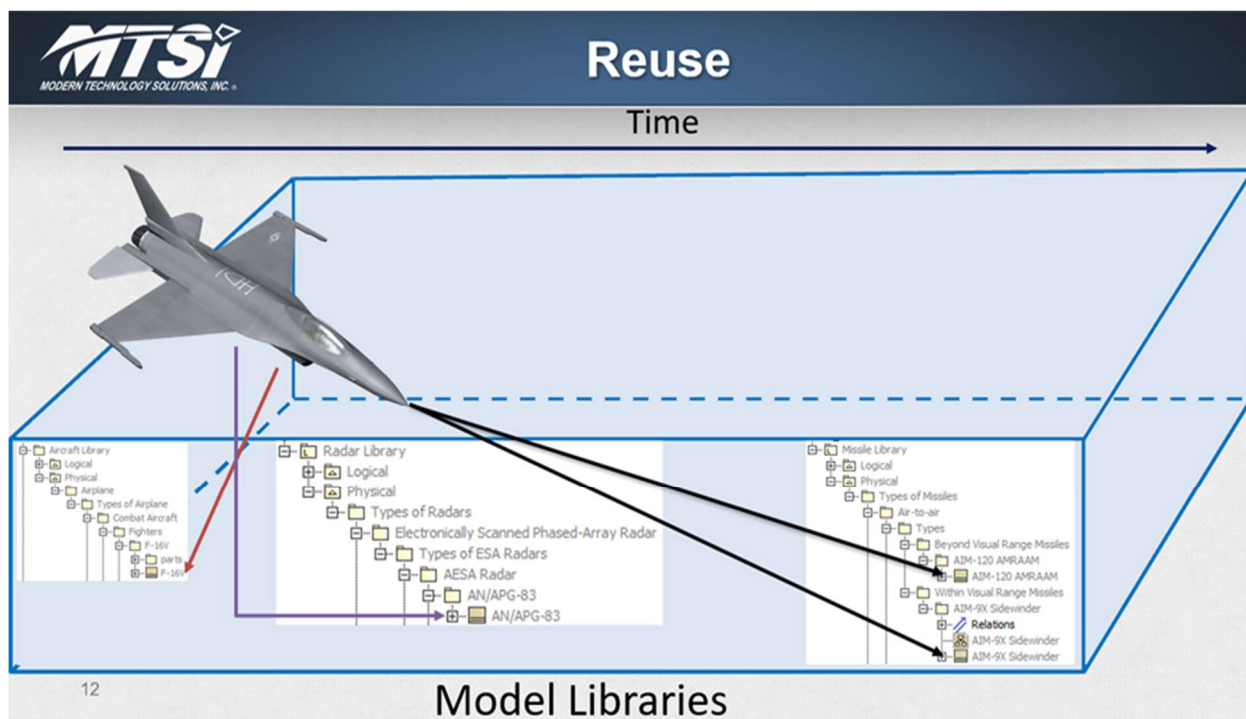 MTSi
MODERN TECHNOLOGY SOLUTIONS, INC.®
Reuse
Time
Aircraft Library
Logical
Physical
Airplane
Types of Airplane
Combat Aircraft
Fighters
F-16V
parts
F-16V
Radar Library
Logical
Physical
Types of Radars
Electronically Scanned Phased-Array Radar
Types of ESA Radars
AESA Radar
AN/APG-83
AN/APG-83
Missile Library
Logical
Physical
Types of Missiles
Air-to-air
Types
Beyond Visual Range Missiles
AIM-120 AMRAAM
AIM-120 AMRAAM
Within Visual Range Missiles
AIM-9X Sidewinder
Relations
AIM-9X Sidewinder
AIM-9X Sidewinder
12
Model Libraries